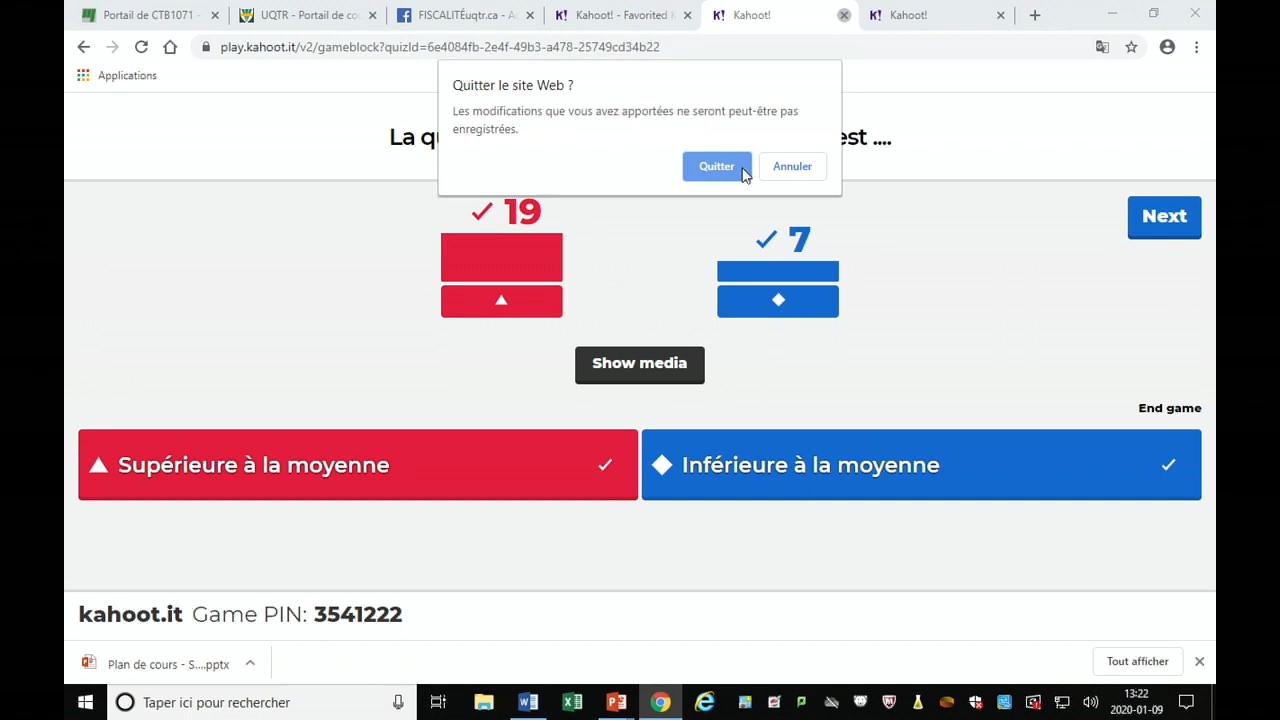 Portail de CTB1071 -
UQTR - Portail de co
FISCALITÉuqtr.ca - A
Kahoot! - Favorited K
Kahoot!
Kahoot!
play.kahoot.it/v2/gameblock?quizId=6e4084fb-2e4f-49b3-a478-25749cd34b22
Applications
Quitter le site Web ?
Les modifications que vous avez apportées ne seront peut-être pas
enregistrées.
Quitter
Annuler
La qu
est ....
19
7
Next
Show media
End game
Supérieure à la moyenne
Inférieure à la moyenne
kahoot.it Game PIN: 3541222
Plan de cours - S....pptx
Tout afficher
Taper ici pour rechercher
13:22
2020-01-09